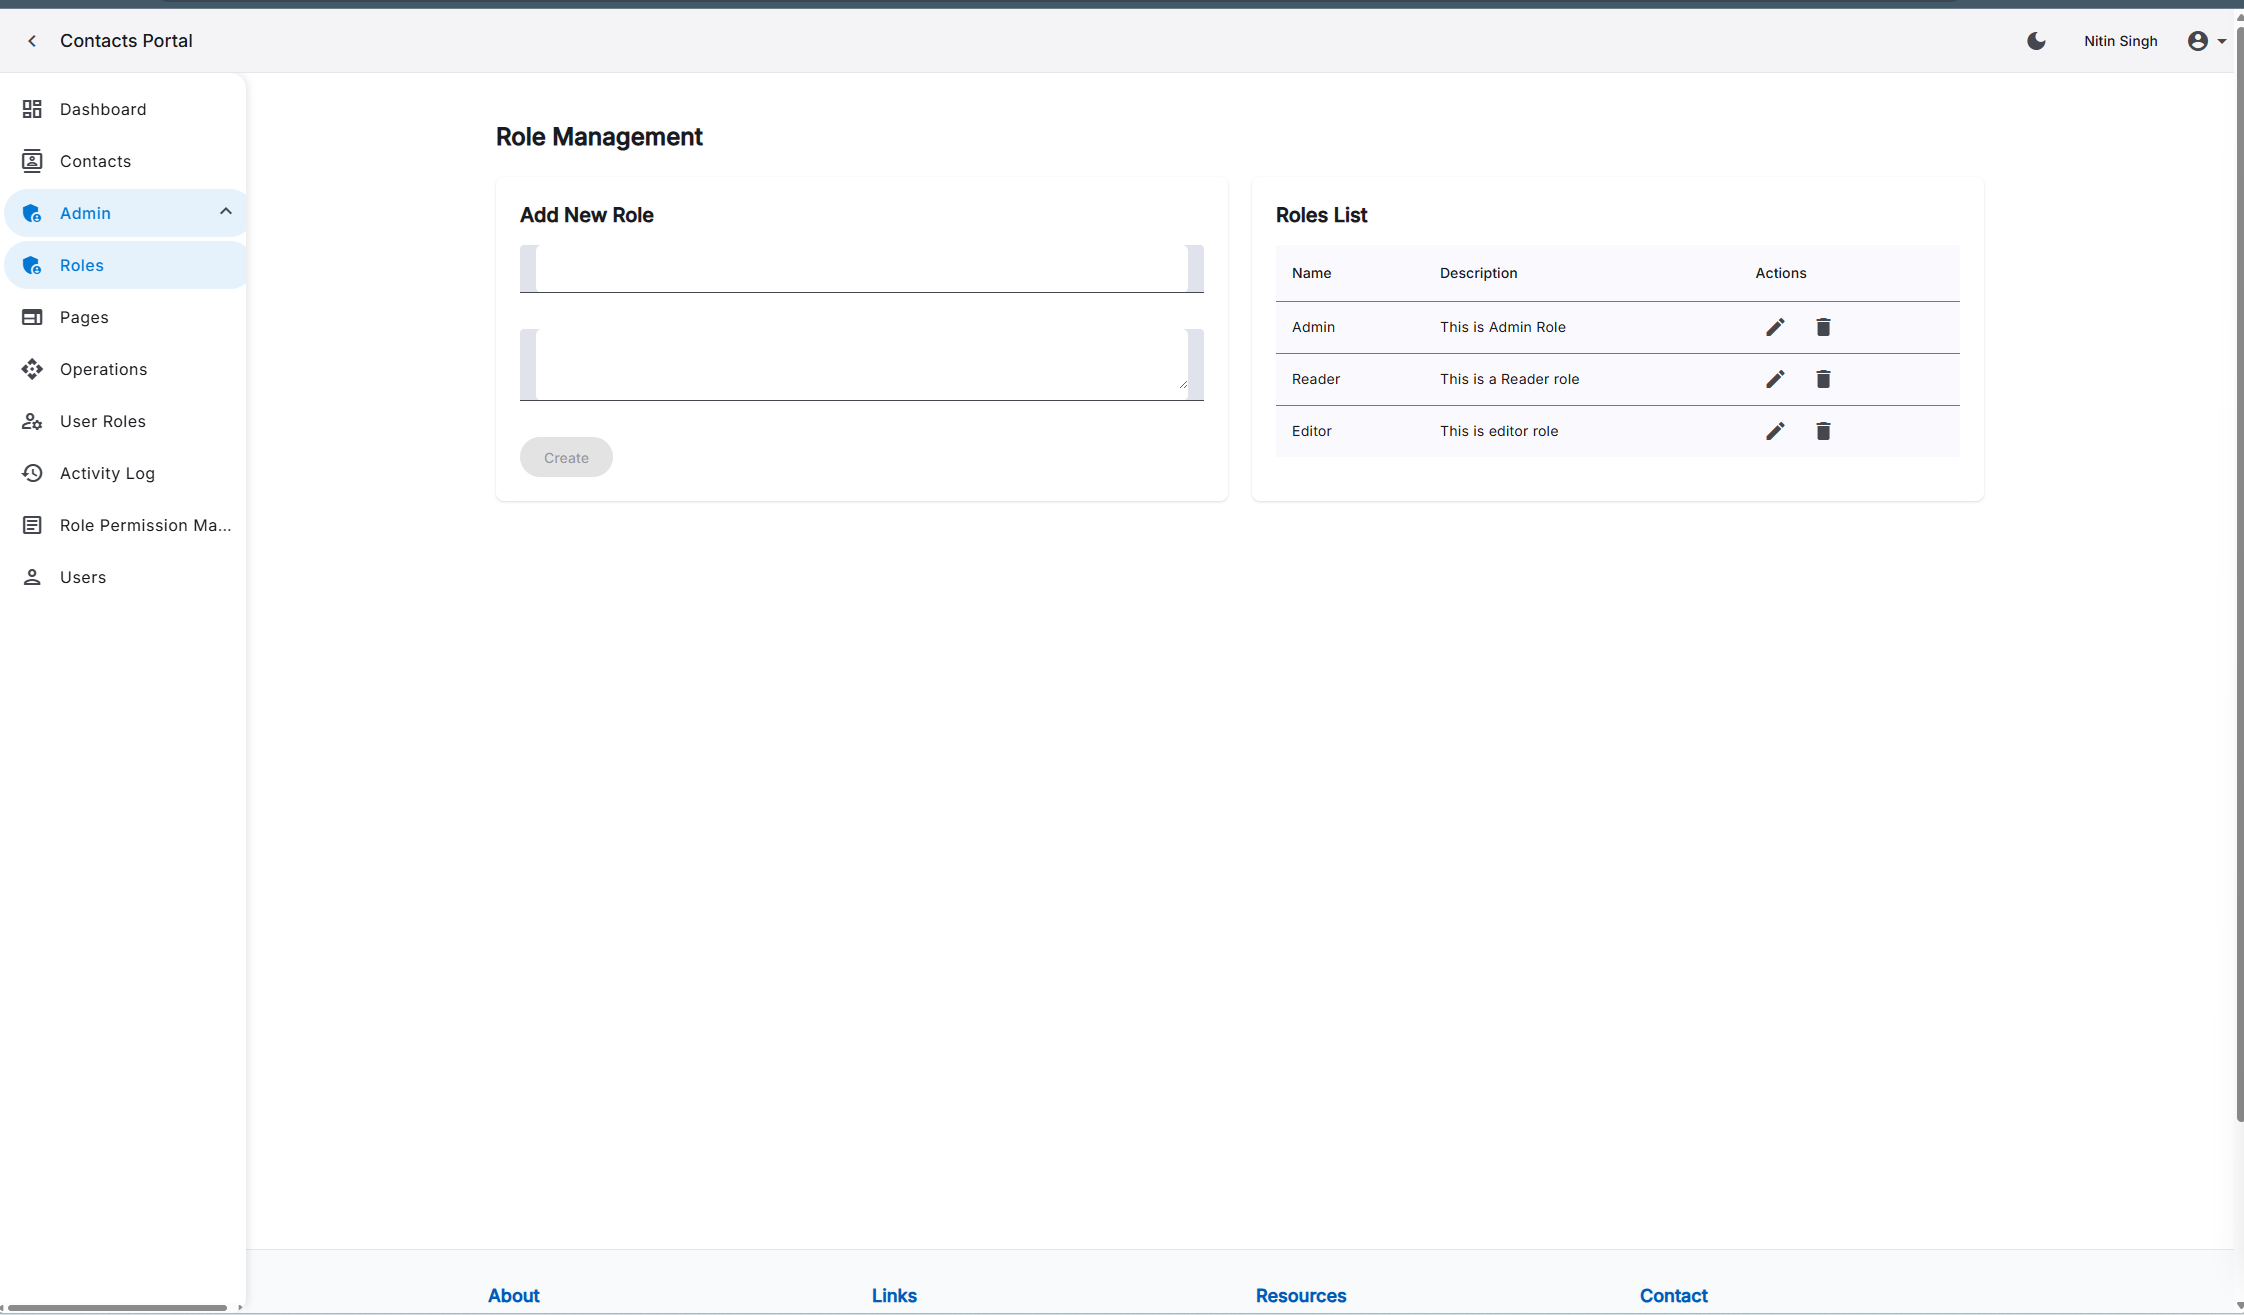 Contacts Portal
Nitin Singh
Dashboard
Contacts
Admin
Roles
Pages
Operations
User Roles
Activity Log
Role Permission Ma...
Users
Role Management
Add New Role
Create
Roles List
Name Description Actions
Admin This is Admin Role
Reader This is a Reader role
Editor This is editor role
About Links Resources Contact